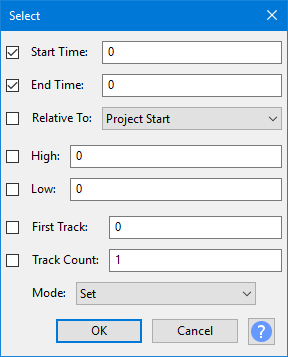 Select
Start Time: 0
End Time: 0
Relative To: Project Start
High: 0
Low: 0
First Track: 0
Track Count: 1
Mode: Set
OK Cancel ?